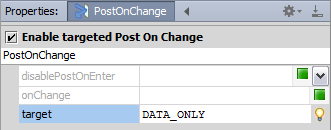 Properties: PostOnChange
Enable targeted Post On Change
PostOnChange
disablePostOnEnter
onChange
target DATA_ONLY